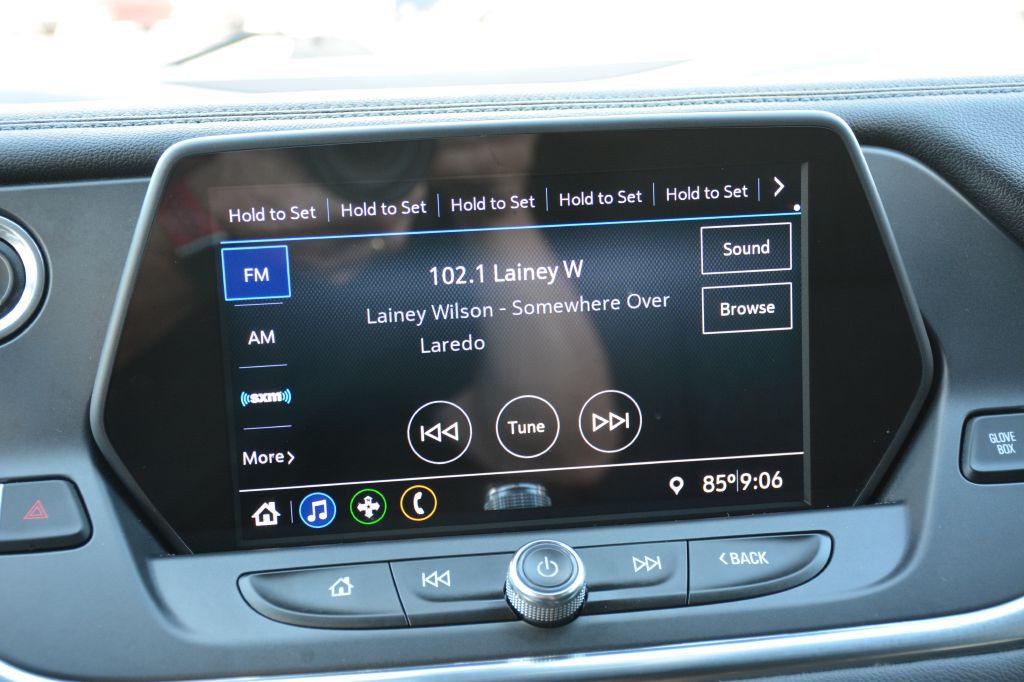 Hold to Set Hold to Set Hold to Set Hold to Set Hold to Set
FM
102.1 Lainey W
Sound
Lainey Wilson - Somewhere Over
Laredo
Browse
AM
((sxm))
Tune
More
85° 9:06
GLOVE
BOX
BACK